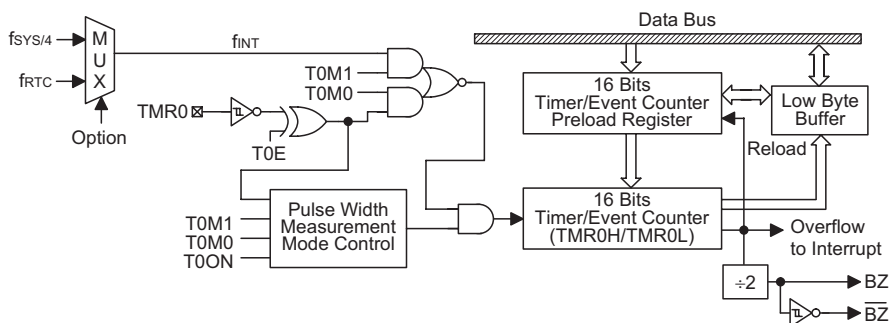 Data Bus
fSYS/4
fRTC
M
U
X
Option
fINT
T0M1
T0M0
TMR0
T0E
16 Bits
Timer/Event Counter
Preload Register
Low Byte
Buffer
Reload
T0M1
T0M0
T0ON
Pulse Width
Measurement
Mode Control
16 Bits
Timer/Event Counter
(TMR0H/TMR0L)
Overflow
to Interrupt
÷2
BZ
B̅Z̅